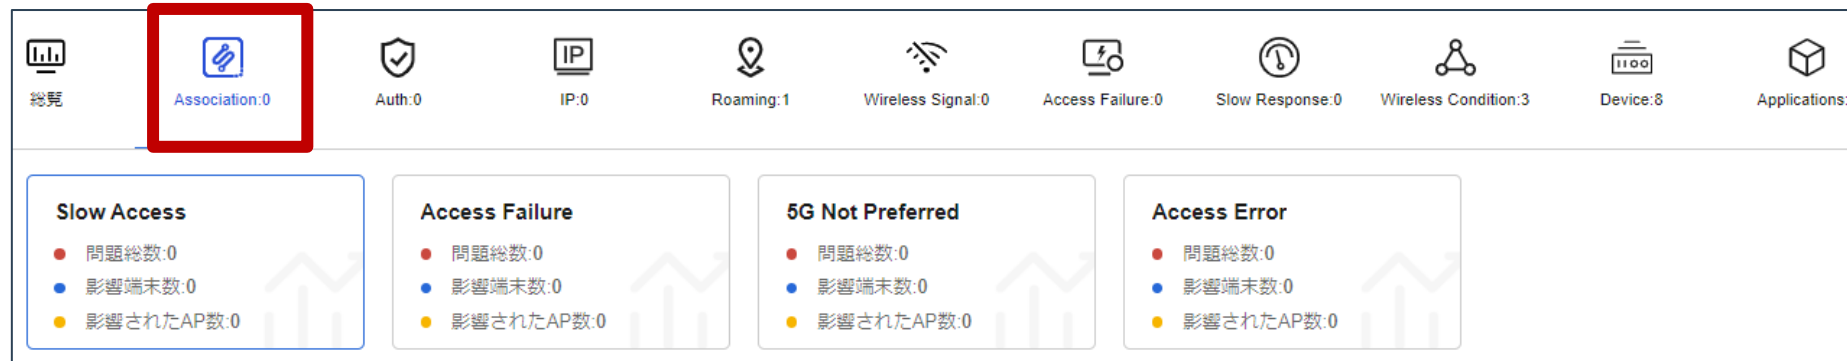 総覧
Association:0
Auth:0
IP
IP:0
Roaming:1
Wireless Signal:0
Access Failure:0
Slow Response:0
Wireless Condition:3
Device:8
Applications:
Slow Access
問題総数:0
影響端末数:0
影響されたAP数:0
Access Failure
問題総数:0
影響端末数:0
影響されたAP数:0
5G Not Preferred
問題総数:0
影響端末数:0
影響されたAP数:0
Access Error
問題総数:0
影響端末数:0
影響されたAP数:0